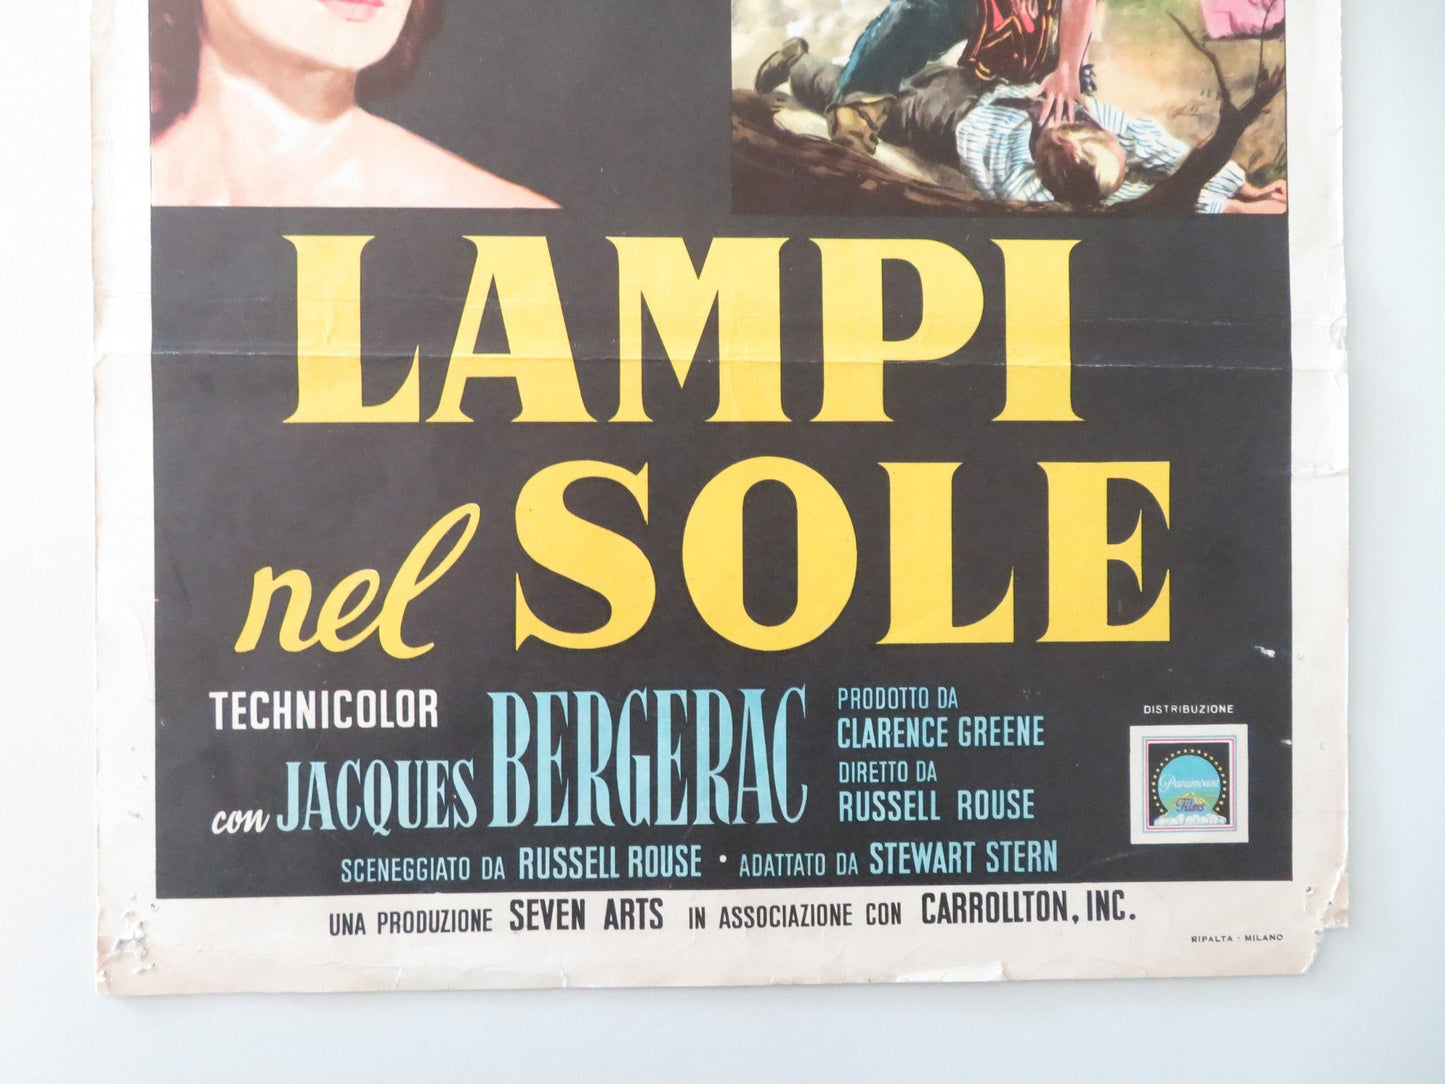 LAMPI
nel SOLE
TECHNICOLOR
con JACQUES BERGERAC
PRODOTTO DA
CLARENCE GREENE
DIRETTO DA
RUSSELL ROUSE
SCENEGGIATO DA RUSSELL ROUSE • ADATTATO DA STEWART STERN
DISTRIBUZIONE
Paramount
Films
UNA PRODUZIONE SEVEN ARTS IN ASSOCIAZIONE CON CARROLLTON, INC.
RIPALTA - MILANO